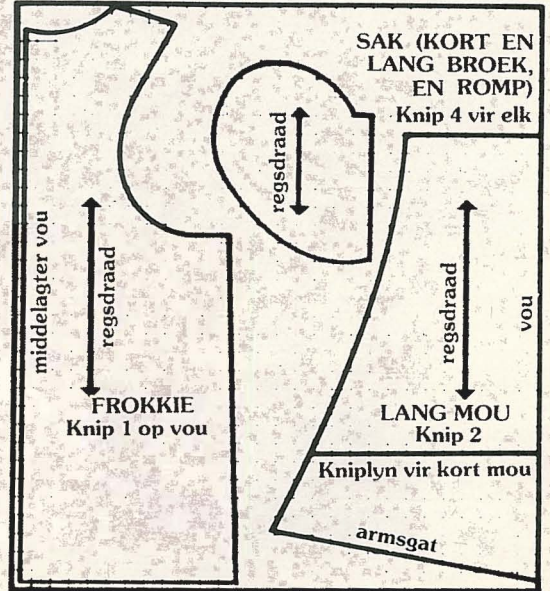 SAK (KORT EN
LANG BROEK,
EN ROMP)
Knip 4 vir elk
regsdraad
middelagter vou
regsdraad
FROKKIE
Knip 1 op vou
regsdraad
vou
LANG MOU
Knip 2
Kniplyn vir kort mou
armsgat